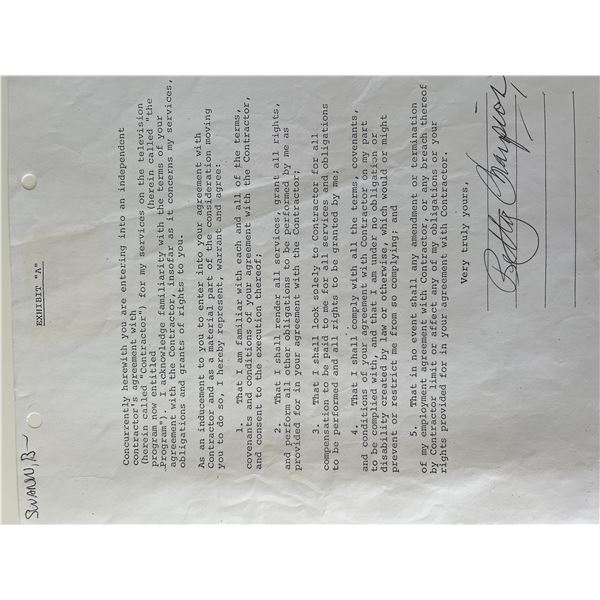 SWANN, B-
EXHIBIT "A"
Concurrently herewith you are entering into an independent
contractor's agreement with
(herein called "Contractor") for my services on the television
program now entitled (herein called "the
Program"). I acknowledge familiarity with the terms of your
agreement with the Contractor, insofar as it concerns my services,
obligations and grants of rights to you.
As an inducement to you to enter into your agreement with
Contractor and as a material part of the consideration moving
you to do so, I hereby represent, warrant and agree:
1. That I am familiar with each and all of the terms,
covenants and conditions of your agreement with the Contractor,
and consent to the execution thereof;
2. That I shall render all services, grant all rights,
and perform all other obligations to be performed by me as
provided for in your agreement with the Contractor;
3. That I shall look solely to Contractor for all
compensation to be paid to me for all services and obligations
to be performed and all rights to be granted by me;
4. That I shall comply with all the terms, covenants,
and conditions of your agreement with Contractor on my part
to be complied with, and that I am under no obligation or
disability created by law or otherwise, which would or might
prevent or restrict me from so complying; and
5. That in no event shall any amendment or termination
of my employment agreement with Contractor or any breach thereof
by Contractor limit or affect any of my obligations or your
rights provided for in your agreement with Contractor.
Very truly yours,
Betty Champion